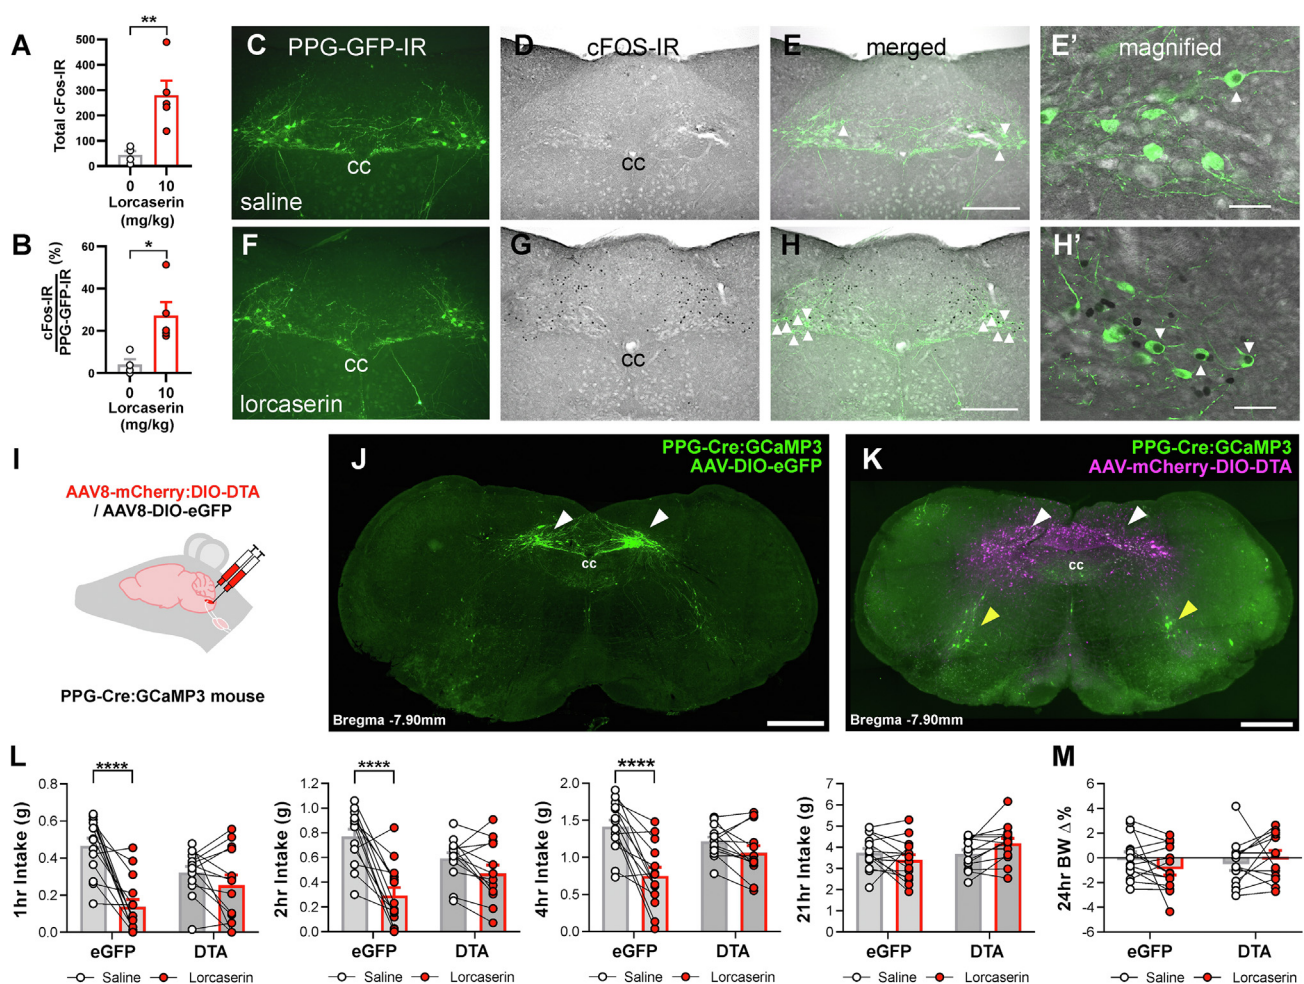 A
**
Total cFos-IR
500
400
300
200
100
0
0 10
Lorcaserin
(mg/kg)
B
*
cFos-IR
PPG-GFP-IR
(%)
60
40
20
0
0 10
Lorcaserin
(mg/kg)
C PPG-GFP-IR
cc
saline
D cFOS-IR
cc
E merged
E’
magnified
F
cc
lorcaserin
G
cc
H
H’
I
AAV8-mCherry:DIO-DTA
/ AAV8-DIO-eGFP
PPG-Cre:GCaMP3 mouse
J
PPG-Cre:GCaMP3
AAV-DIO-eGFP
cc
Bregma -7.90mm
K
PPG-Cre:GCaMP3
AAV-mCherry-DIO-DTA
cc
Bregma -7.90mm
L
1hr Intake (g)
0.8
0.6
0.4
0.2
0.0
****
eGFP DTA
Saline Lorcaserin
2hr Intake (g)
1.2
1.0
0.8
0.6
0.4
0.2
0.0
****
eGFP DTA
Saline Lorcaserin
4hr Intake (g)
2.0
1.5
1.0
0.5
0.0
****
eGFP DTA
Saline Lorcaserin
21hr Intake (g)
7
6
5
4
3
2
1
0
eGFP DTA
Saline Lorcaserin
M
24hr BW Δ%
6
4
2
0
-2
-4
-6
eGFP DTA
Saline Lorcaserin